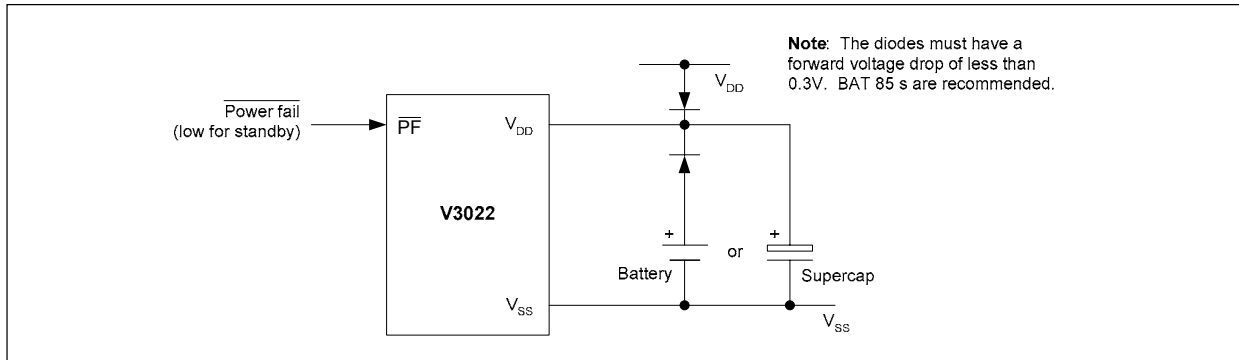 Note: The diodes must have a
forward voltage drop of less than
0.3V. BAT 85 s are recommended.
VDD
Power fail
(low for standby)
PF
VDD
V3022
+
+
or
Battery
Supercap
VSS
VSS